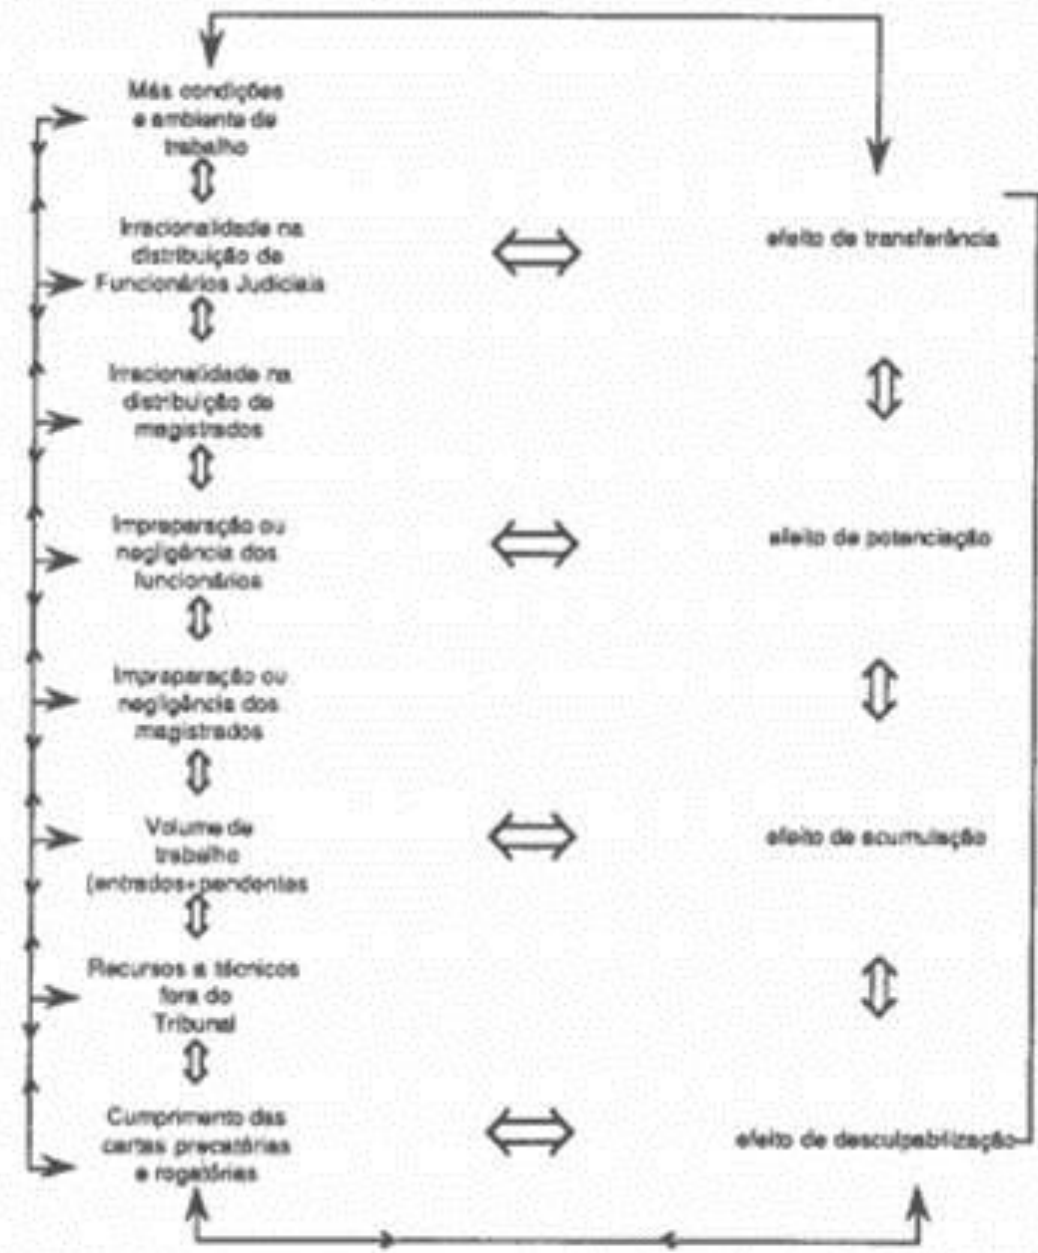 Más condições
e ambiente de
trabalho
Irracionalidade na
distribuição de
Funcionários Judiciais
efeito de transferência
Irracionalidade na
distribuição de
magistrados
Impreparação ou
negligência dos
funcionários
efeito de potenciação
Impreparação ou
negligência dos
magistrados
Volume de
trabalho
(entrados+pendentes
efeito de acumulação
Recursos a técnicos
fora do
Tribunal
Cumprimento das
cartas precatórias
e rogatórias
efeito de desculpabilização